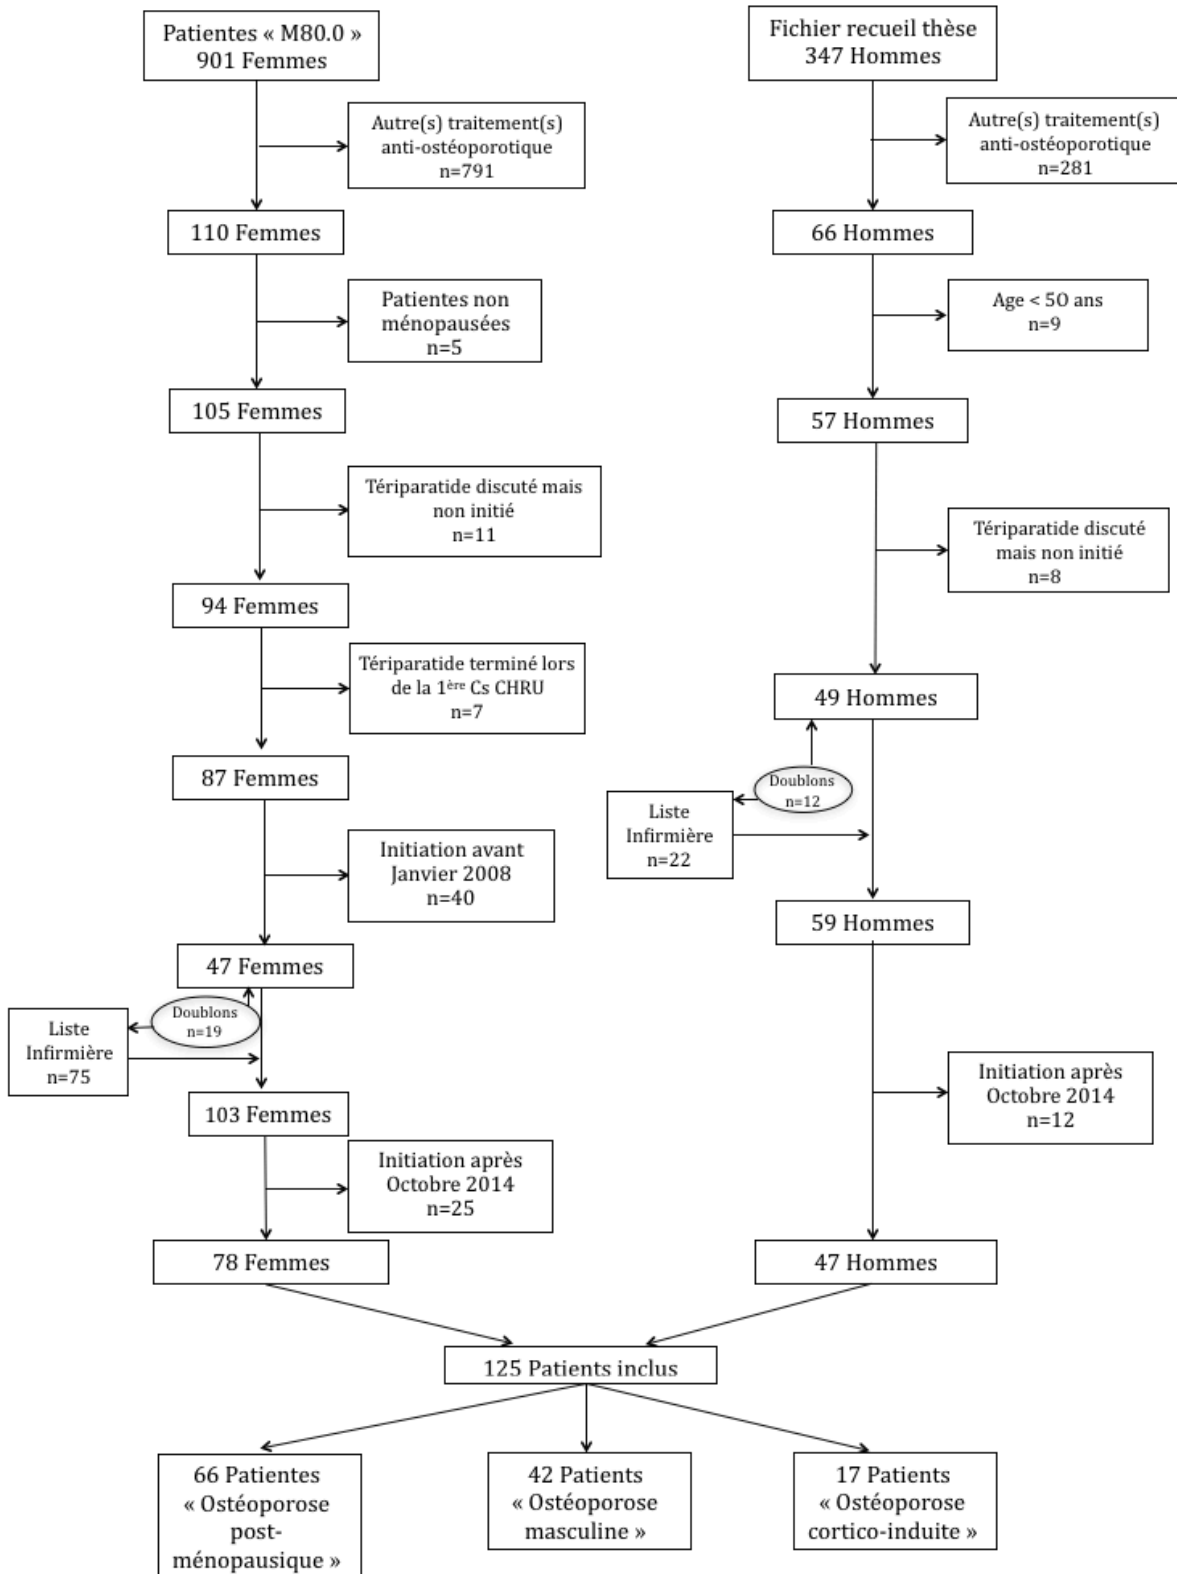 Patientes « M80.0 »
901 Femmes
Autre(s) traitement(s)
anti-ostéoporotique
n=791
110 Femmes
Patientes non
ménopausées
n=5
105 Femmes
Tériparatide discuté mais
non initié
n=11
94 Femmes
Tériparatide terminé lors
de la 1ère Cs CHRU
n=7
87 Femmes
Initiation avant
Janvier 2008
n=40
47 Femmes
Doublons
n=19
Liste
Infirmière
n=75
103 Femmes
Initiation après
Octobre 2014
n=25
78 Femmes
Fichier recueil thèse
347 Hommes
Autre(s) traitement(s)
anti-ostéoporotique
n=281
66 Hommes
Age < 5O ans
n=9
57 Hommes
Tériparatide discuté
mais non initié
n=8
49 Hommes
Doublons
n=12
Liste
Infirmière
n=22
59 Hommes
Initiation après
Octobre 2014
n=12
47 Hommes
125 Patients inclus
66 Patientes
« Ostéoporose
post-
ménopausique »
42 Patients
« Ostéoporose
masculine »
17 Patients
« Ostéoporose
cortico-induite »